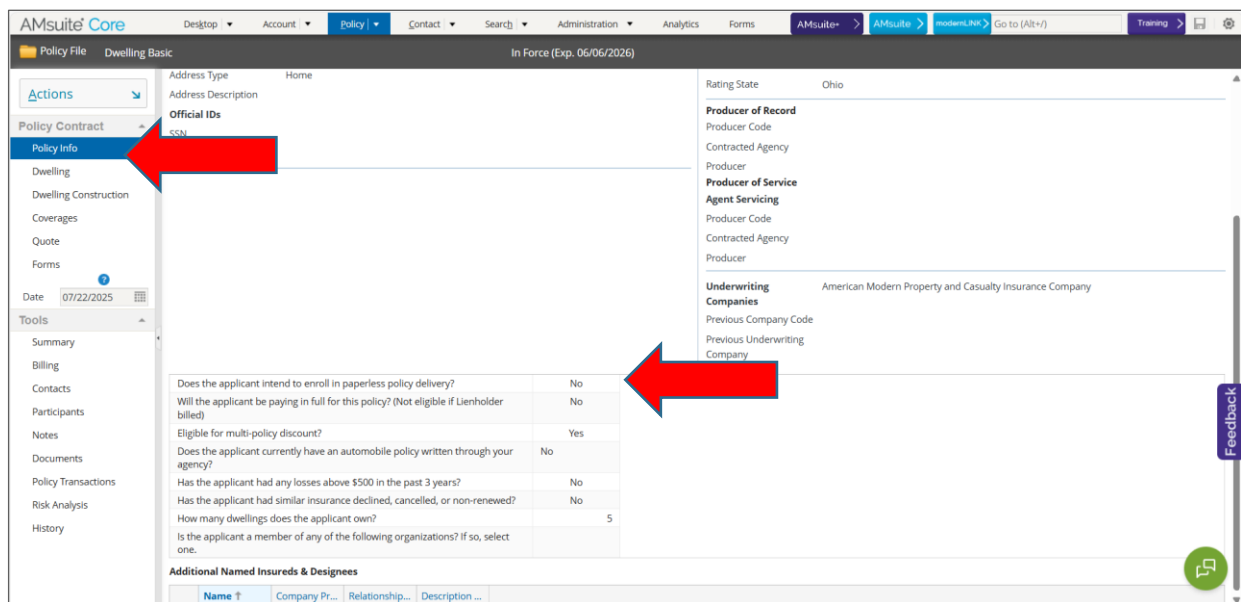 AMsuite® Core
Desktop
Account
Policy
Contact
Search
Administration
Analytics
Forms
AMsuite+
AMsuite
modernLINK
Go to (Alt+/)
Training
Policy File Dwelling Basic
In Force (Exp. 06/06/2026)
Actions
Policy Contract
Policy Info
Dwelling
Dwelling Construction
Coverages
Quote
Forms
?
Date 07/22/2025
Tools
Summary
Billing
Contacts
Participants
Notes
Documents
Policy Transactions
Risk Analysis
History
Address Type Home
Address Description
Official IDs
SSN
Rating State Ohio
Producer of Record
Producer Code
Contracted Agency
Producer
Producer of Service
Agent Servicing
Producer Code
Contracted Agency
Producer
Underwriting American Modern Property and Casualty Insurance Company
Companies
Previous Company Code
Previous Underwriting
Company
Does the applicant intend to enroll in paperless policy delivery? No
Will the applicant be paying in full for this policy? (Not eligible if Lienholder No
billed)
Eligible for multi-policy discount? Yes
Does the applicant currently have an automobile policy written through your No
agency?
Has the applicant had any losses above $500 in the past 3 years? No
Has the applicant had similar insurance declined, cancelled, or non-renewed? No
How many dwellings does the applicant own? 5
Is the applicant a member of any of the following organizations? If so, select
one.
Additional Named Insureds & Designees
Name ↑ Company Pr... Relationship... Description ...
Feedback